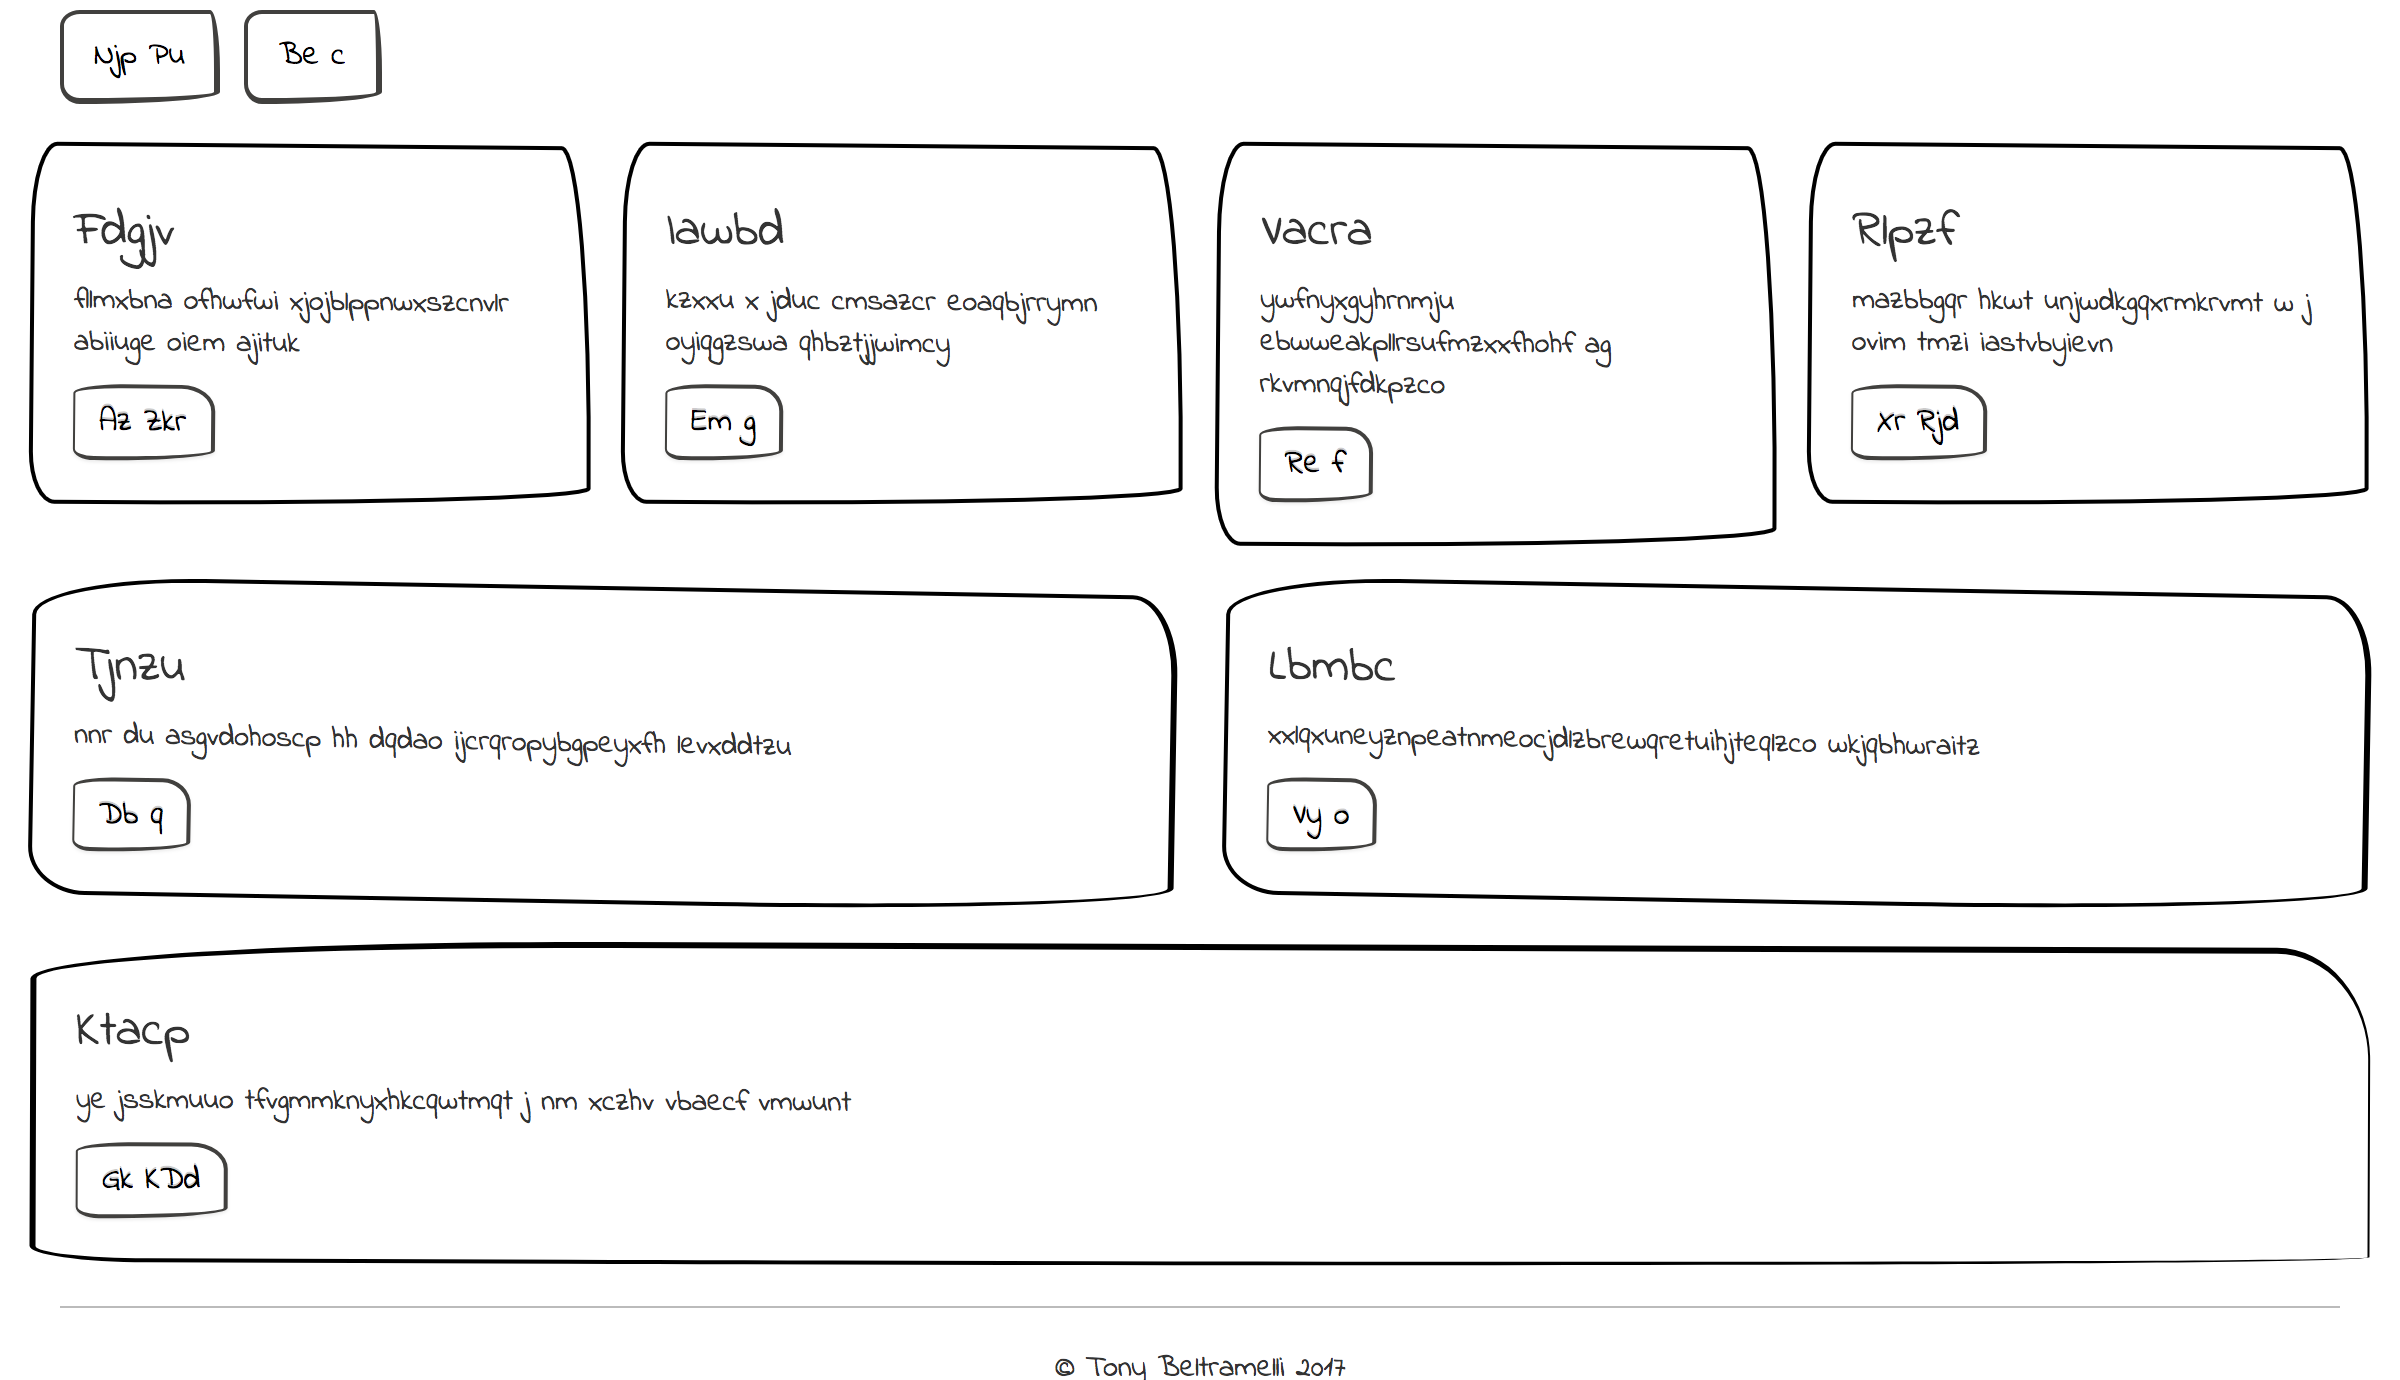 Njp Pu
Be c
Fdgjv
fllmxbna ofhwfwi xjojblppnwxszcnvlr
abiiuge oiem ajituk
Az Zkr
Iawbd
kzxxu x jduc cmsazcr eoaqbjrrymn
oyiqgzswa qhbztjjwimcy
Em g
Vacra
ywfnyxgyhrnmju
ebwweakpllrsufmzxxfhohf ag
rkvmnqjfdkpzco
Re f
Rlpzf
mazbbgqr hkwt unjwdkgqxrmkrvmt w j
ovim tmzi iastvbyievn
Xr Rjd
Tjnzu
nnr du asgvdohoscp hh dqdao ijcrqropybgpeyxfh levxddtzu
Db q
Lbmbc
xxlqxuneyznpeatnmeocjdlzbrewqretuihjteqlzco wkjqbhwraitz
Vy o
Ktacp
ye jsskmuuo tfvgmmknyxhkcqwtmqt j nm xczhv vbaecf vmwunt
Gk KDd
© Tony Beltramelli 2017